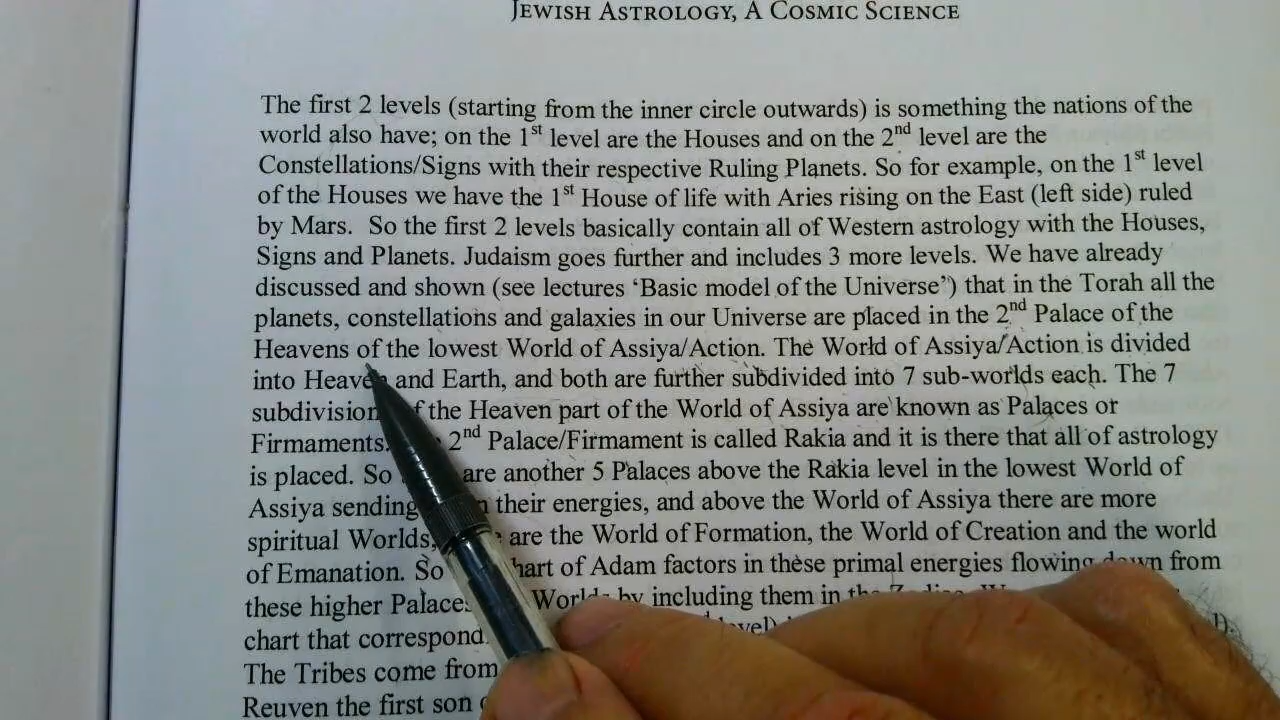 JEWISH ASTROLOGY, A COSMIC SCIENCE
The first 2 levels (starting from the inner circle outwards) is something the nations of the
world also have; on the 1st level are the Houses and on the 2nd level are the
Constellations/Signs with their respective Ruling Planets. So for example, on the 1st level
of the Houses we have the 1st House of life with Aries rising on the East (left side) ruled
by Mars. So the first 2 levels basically contain all of Western astrology with the Houses,
Signs and Planets. Judaism goes further and includes 3 more levels. We have already
discussed and shown (see lectures ‘Basic model of the Universe’) that in the Torah all the
planets, constellations and galaxies in our Universe are placed in the 2nd Palace of the
Heavens of the lowest World of Assiya/Action. The World of Assiya/Action is divided
into Heaven and Earth, and both are further subdivided into 7 sub-worlds each. The 7
subdivision the Heaven part of the World of Assiya are known as Palaces or
Firmaments. 2nd Palace/Firmament is called Rakia and it is there that all of astrology
is placed. So are another 5 Palaces above the Rakia level in the lowest World of
Assiya sending their energies, and above the World of Assiya there are more
spiritual Worlds, are the World of Formation, the World of Creation and the world
of Emanation. So of Adam factors in these primal energies flowing down from
these higher Palaces by including them in
chart that correspond
The Tribes come from
Reuven the first son